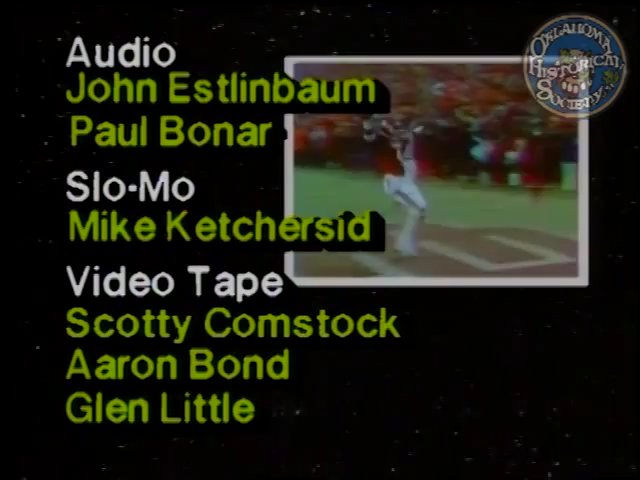 Audio
John Estlinbaum
Paul Bonar
Slo-Mo
Mike Ketchersid
Video Tape
Scotty Comstock
Aaron Bond
Glen Little
OKLAHOMA
HISTORICAL
SOCIETY